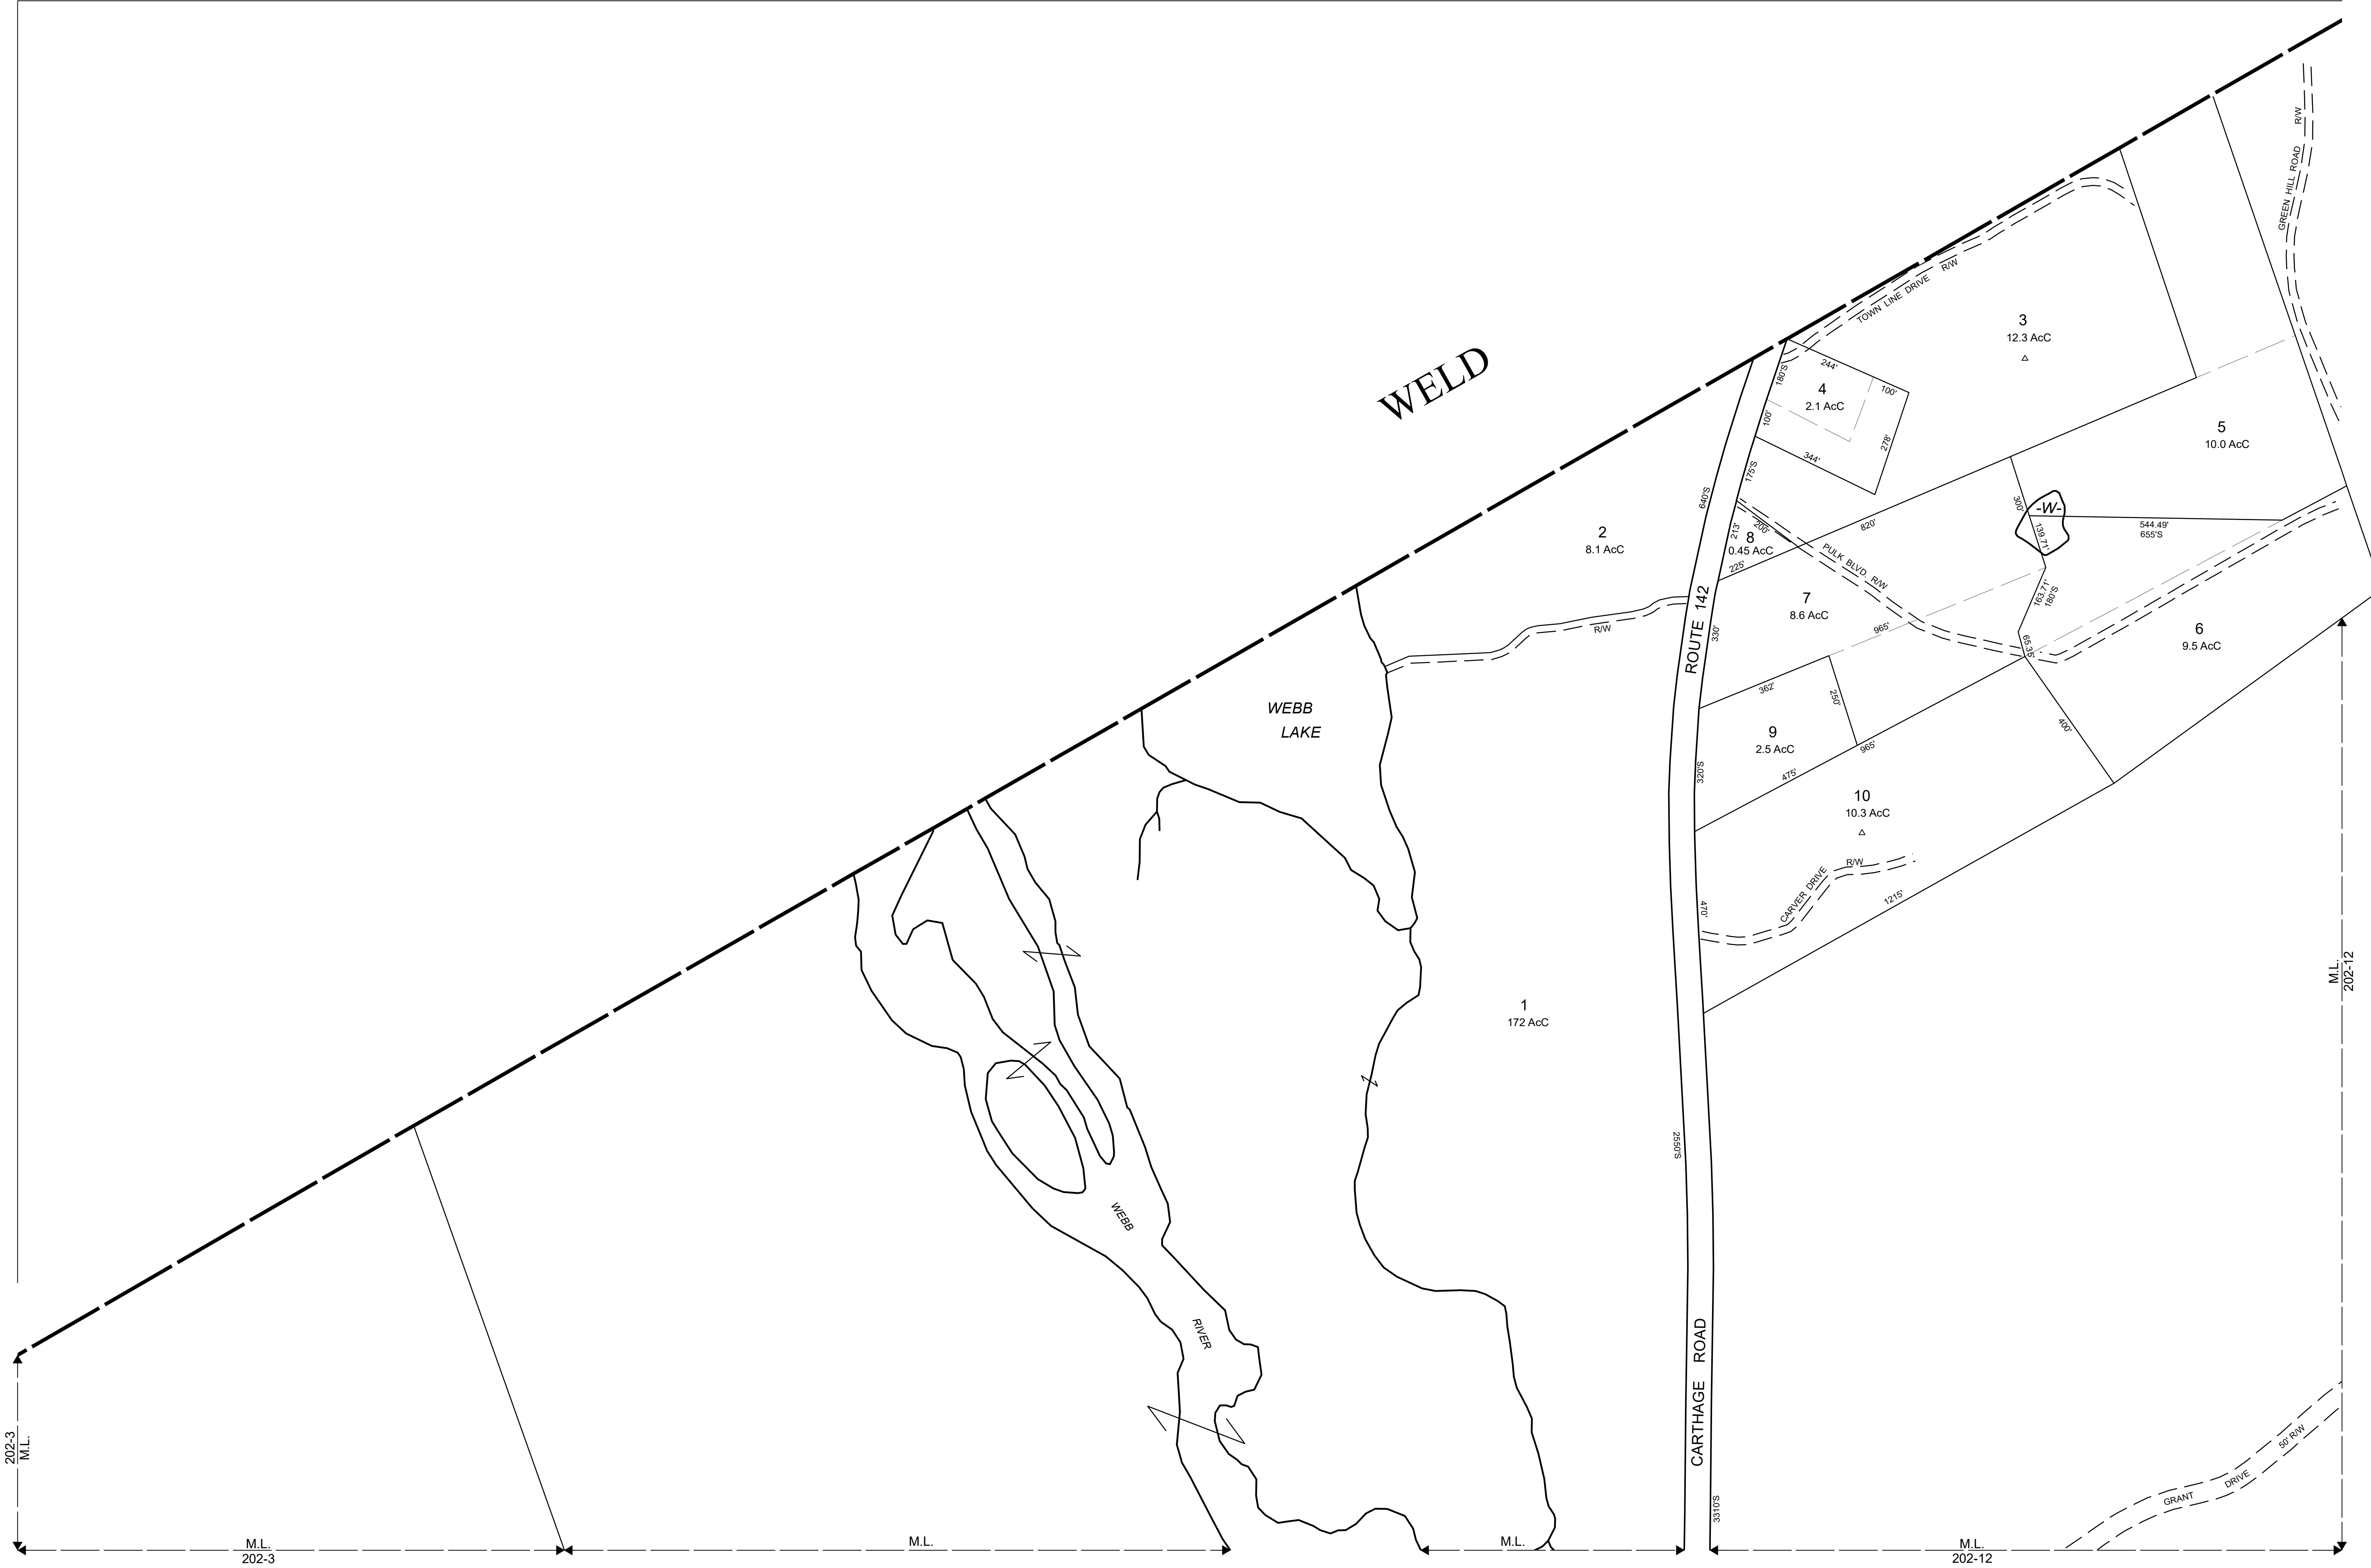 R/W
GREEN HILL ROAD
R/W
TOWN LINE DRIVE
3
12.3 AcC
WELD
180'S
244'
4
2.1 AcC
100'
100'
278'
344'
175'S
640'S
5
10.0 AcC
2
8.1 AcC
213'
200'
8
0.45 AcC
225'
820'
300'
-W-
139.71'
544.49'
655'S
PULK BLVD. R/W
7
8.6 AcC
163.71'
180'S
ROUTE 142
330'
R/W
965'
65.35'
6
9.5 AcC
362'
250'
WEBB
LAKE
9
2.5 AcC
965'
400'
320'S
475'
10
10.3 AcC
R/W
CARVER DRIVE
470'
1215'
1
172 AcC
M.L.
202-12
2550'S
WEBB
RIVER
CARTHAGE ROAD
3310'S
50' R/W
GRANT DRIVE
202-3
M.L.
M.L.
202-3
M.L.
M.L.
M.L.
202-12